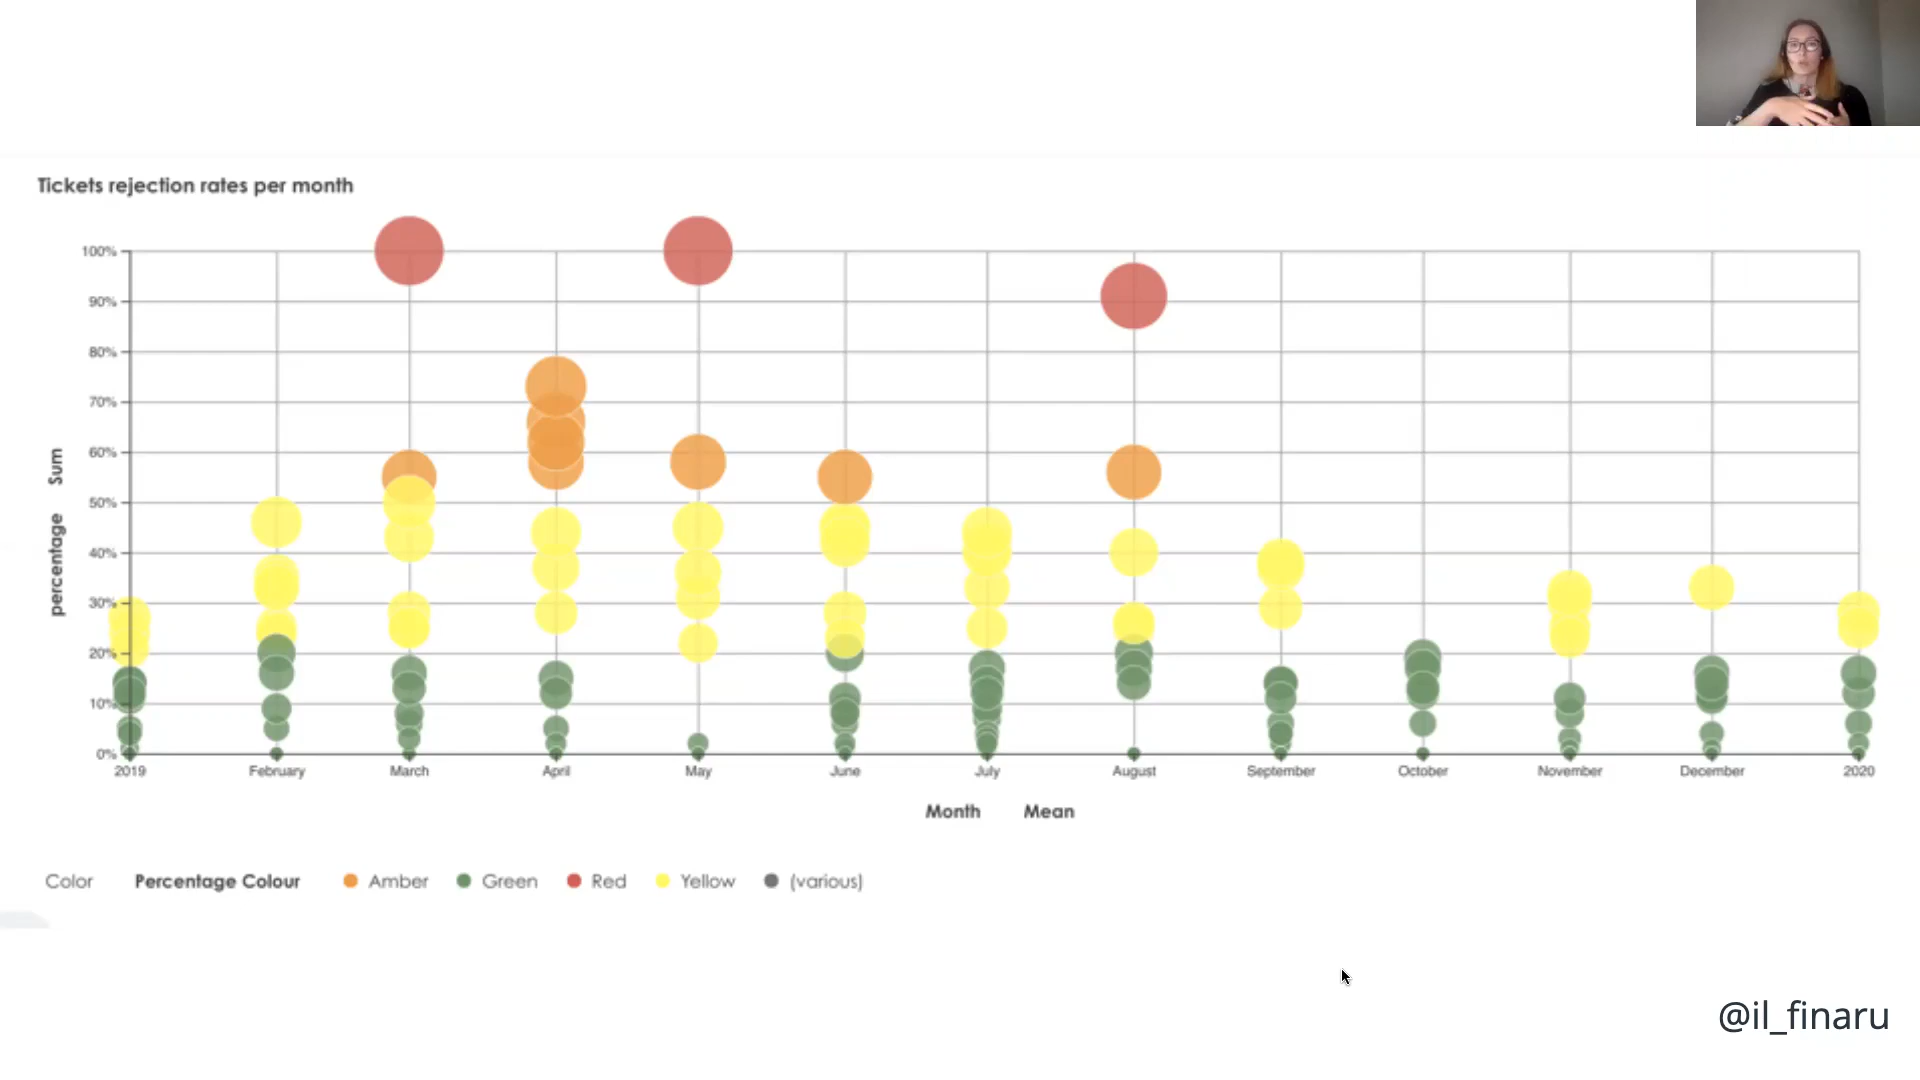 Tickets rejection rates per month
100%
90%
80%
70%
60%
50%
40%
30%
20%
10%
0%
percentage Sum
2019 February March April May June July August September October November December 2020
Month Mean
Color Percentage Colour Amber Green Red Yellow (various)
@il_finaru